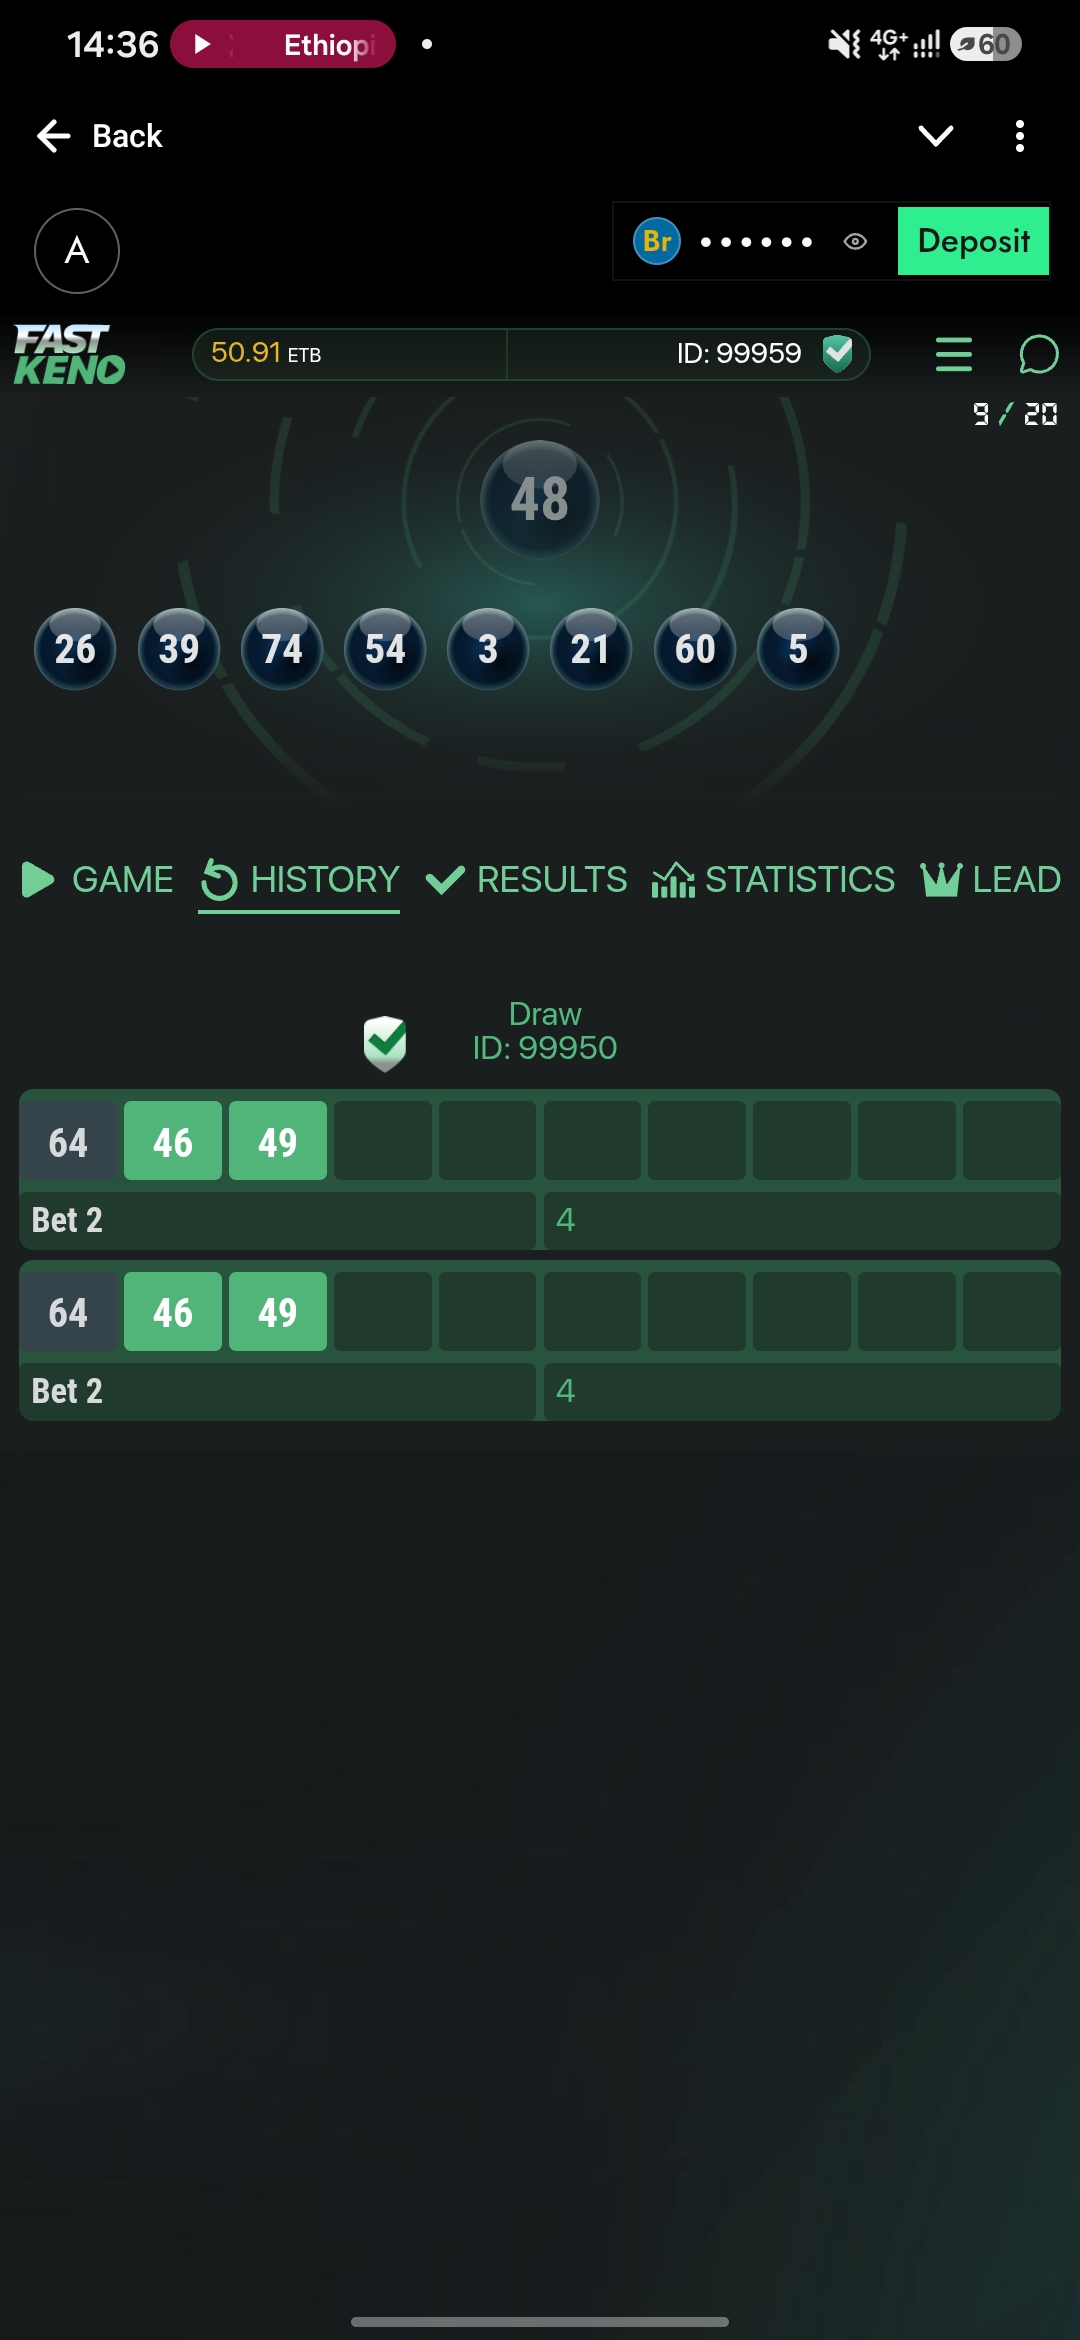 14:36 Ethiopi 4G+ 60
Back
A Br •••••• Deposit
FAST
KENO
50.91 ETB ID: 99959
9 / 20
48
26 39 74 54 3 21 60 5
GAME HISTORY RESULTS STATISTICS LEAD
Draw
ID: 99950
64 46 49
Bet 2 4
64 46 49
Bet 2 4